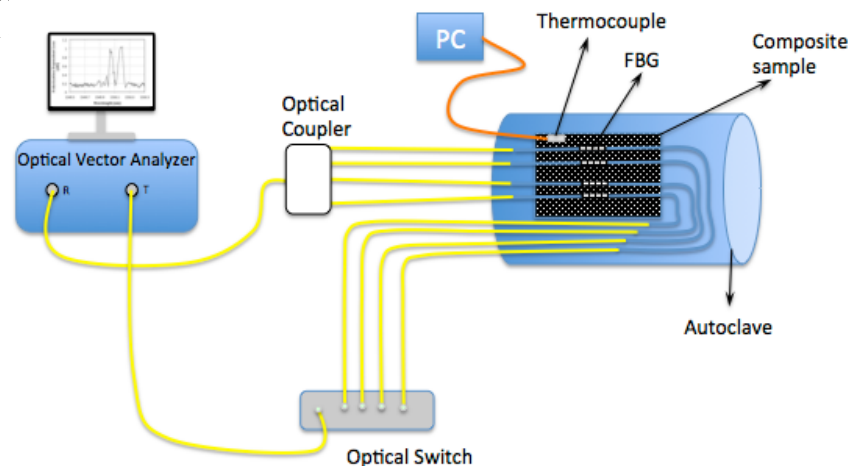 PC
Thermocouple
FBG
Composite
sample
Optical
Coupler
Optical Vector Analyzer
R
T
Autoclave
Optical Switch